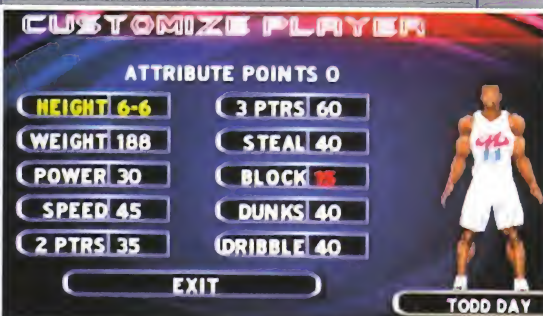 CUSTOMIZE PLAYER
ATTRIBUTE POINTS 0
HEIGHT 6-6
WEIGHT 188
POWER 30
SPEED 45
2 PTRS 35
3 PTRS 60
STEAL 40
BLOCK 15
DUNKS 40
DRIBBLE 40
EXIT
TODD DAY